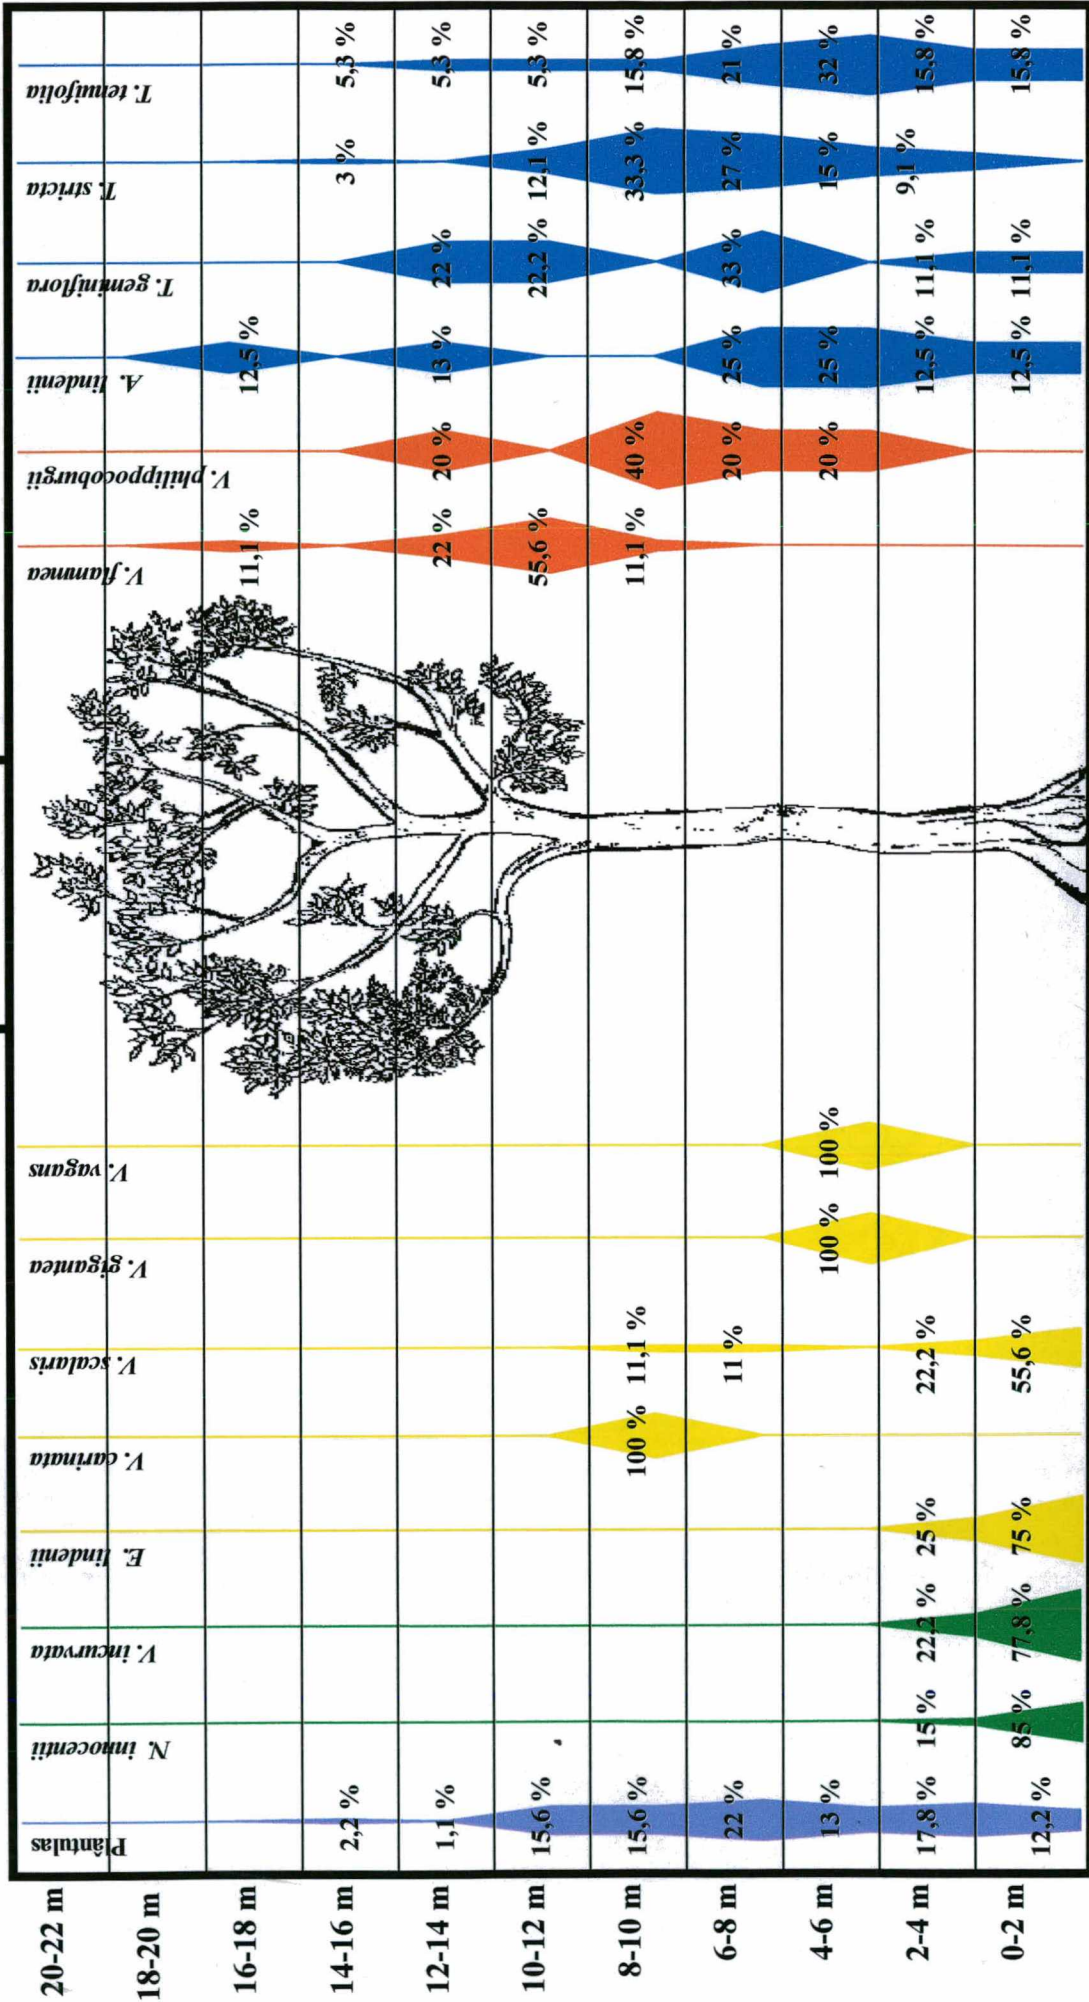 Plântulas
N. innocentii
V. incurvata
E. lindenii
V. carinata
V. scalaris
V. gigantea
V. vagans
V. flammea
V. philippocoburgii
A. lindenii
T. geminiflora
T. stricta
T. tenuifolia
20-22 m
18-20 m
16-18 m 11,1 % 12,5 %
14-16 m 2,2 % 3 % 5,3 %
12-14 m 1,1 % 22 % 20 % 13 % 22 % 5,3 %
10-12 m 15,6 % 55,6 % 22,2 % 12,1 % 5,3 %
8-10 m 15,6 % 100 % 11,1 % 11,1 % 40 % 33,3 % 15,8 %
6-8 m 22 % 11 % 20 % 25 % 33 % 27 % 21 %
4-6 m 13 % 100 % 100 % 20 % 25 % 15 % 32 %
2-4 m 17,8 % 15 % 22,2 % 25 % 22,2 % 12,5 % 11,1 % 9,1 % 15,8 %
0-2 m 12,2 % 85 % 77,8 % 75 % 55,6 % 12,5 % 11,1 % 15,8 %